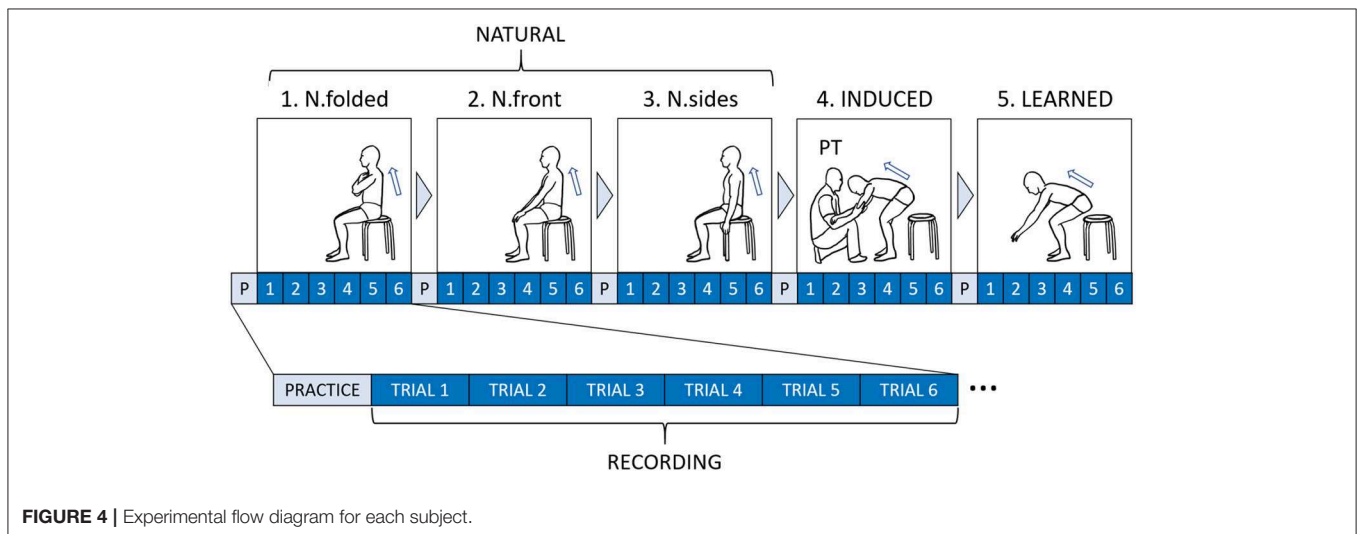 NATURAL
1. N.folded 2. N.front 3. N.sides 4. INDUCED 5. LEARNED
PT
P 1 2 3 4 5 6 P 1 2 3 4 5 6 P 1 2 3 4 5 6 P 1 2 3 4 5 6 P 1 2 3 4 5 6
PRACTICE TRIAL 1 TRIAL 2 TRIAL 3 TRIAL 4 TRIAL 5 TRIAL 6 •••
RECORDING
FIGURE 4 | Experimental flow diagram for each subject.